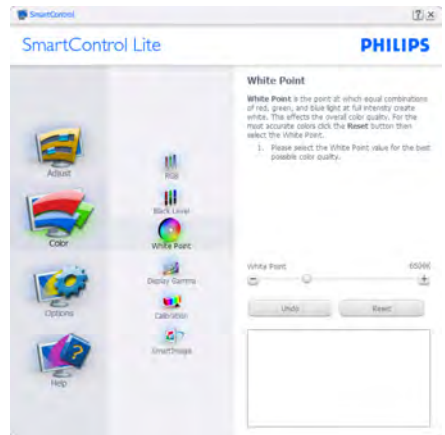 SmartControl
SmartControl Lite
PHILIPS
White Point
White Point is the point at which equal combinations
of red, green, and blue light at full intensity create
white. This effects the overall color quality. For the
most accurate colors click the Reset button then
select the White Point.
1. Please select the White Point value for the best
possible color quality.
Adjust
Color
Options
Help
RGB
Black Level
White Point
Display Gamma
Calibration
SmartImage
White Point
6500K
Undo
Reset